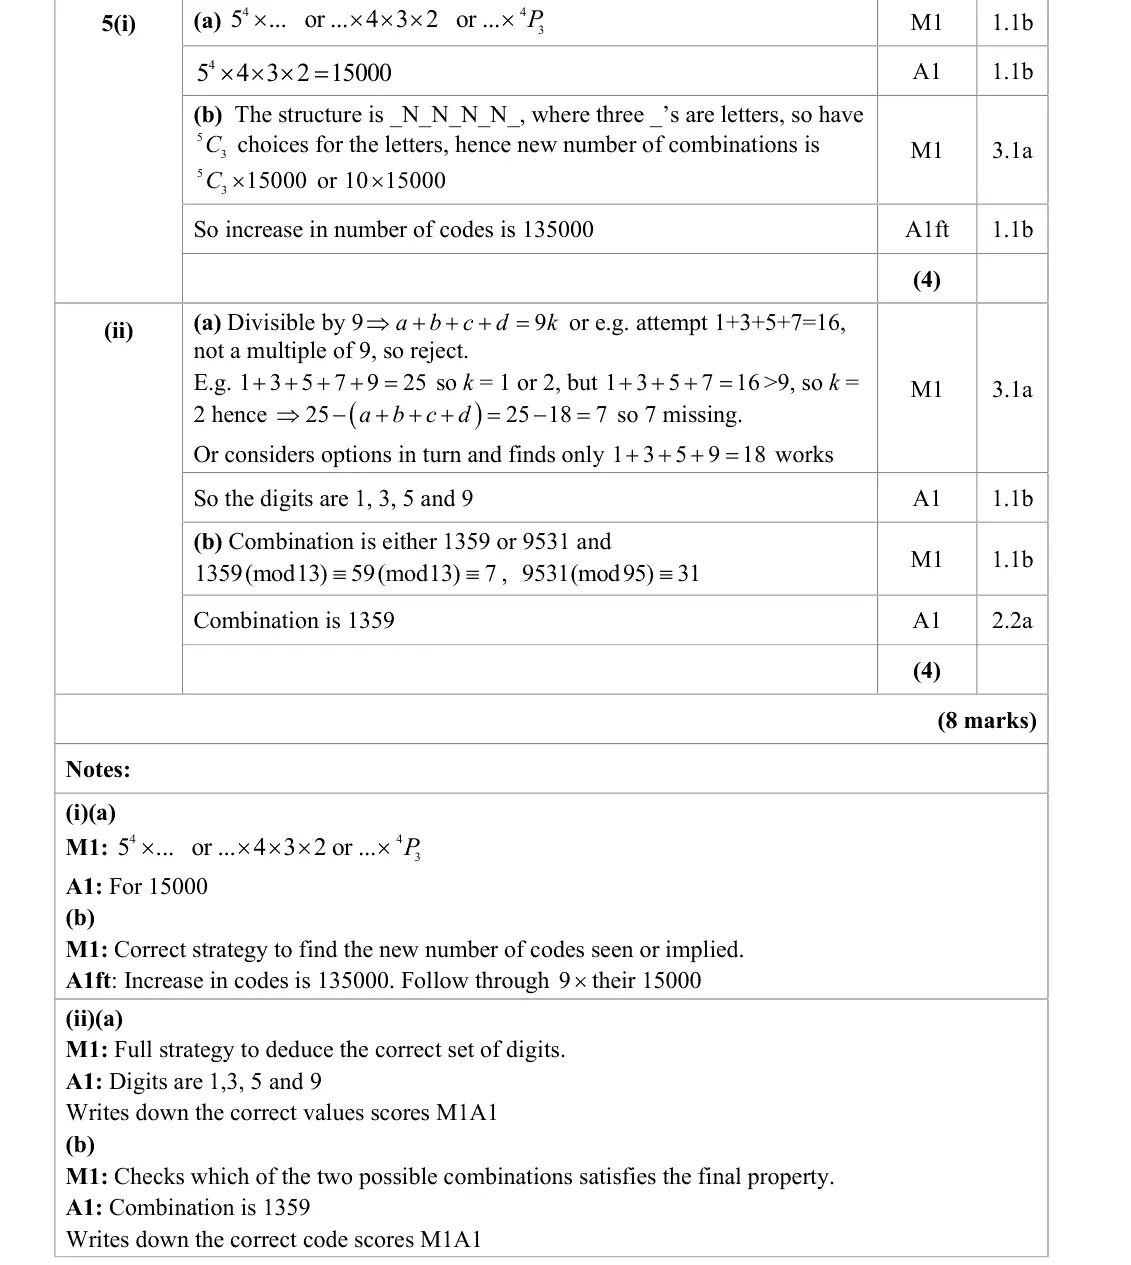 5(i)
(a) 5⁴ ×... or ...×4×3×2 or ...× ⁴P₃
M1
1.1b
5⁴ ×4×3×2 = 15000
A1
1.1b
(b) The structure is _N_N_N_N_, where three _’s are letters, so have
⁵C₃ choices for the letters, hence new number of combinations is
⁵C₃ ×15000 or 10×15000
M1
3.1a
So increase in number of codes is 135000
A1ft
1.1b
(4)
(ii)
(a) Divisible by 9 ⇒ a + b + c + d = 9k or e.g. attempt 1+3+5+7=16,
not a multiple of 9, so reject.
E.g. 1+3+5+7+9 = 25 so k = 1 or 2, but 1+3+5+7 = 16 >9, so k =
2 hence ⇒ 25 − (a + b + c + d) = 25 − 18 = 7 so 7 missing.
Or considers options in turn and finds only 1+3+5+9 = 18 works
M1
3.1a
So the digits are 1, 3, 5 and 9
A1
1.1b
(b) Combination is either 1359 or 9531 and
1359(mod13) ≡ 59(mod13) ≡ 7 , 9531(mod95) ≡ 31
M1
1.1b
Combination is 1359
A1
2.2a
(4)
(8 marks)
Notes:
(i)(a)
M1: 5⁴ ×... or ...×4×3×2 or ...× ⁴P₃
A1: For 15000
(b)
M1: Correct strategy to find the new number of codes seen or implied.
A1ft: Increase in codes is 135000. Follow through 9 × their 15000
(ii)(a)
M1: Full strategy to deduce the correct set of digits.
A1: Digits are 1,3, 5 and 9
Writes down the correct values scores M1A1
(b)
M1: Checks which of the two possible combinations satisfies the final property.
A1: Combination is 1359
Writes down the correct code scores M1A1